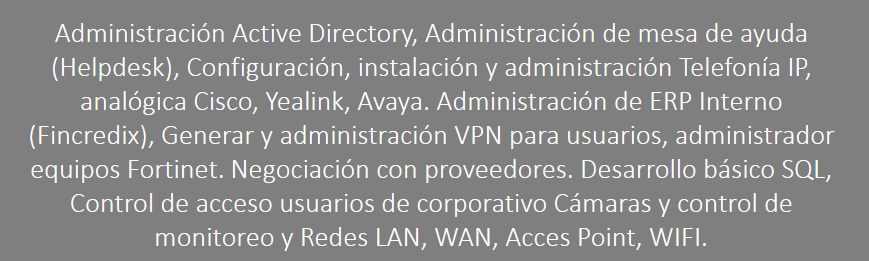 Administración Active Directory, Administración de mesa de ayuda
(Helpdesk), Configuración, instalación y administración Telefonía IP,
analógica Cisco, Yealink, Avaya. Administración de ERP Interno
(Fincredix), Generar y administración VPN para usuarios, administrador
equipos Fortinet. Negociación con proveedores. Desarrollo básico SQL,
Control de acceso usuarios de corporativo Cámaras y control de
monitoreo y Redes LAN, WAN, Acces Point, WIFI.